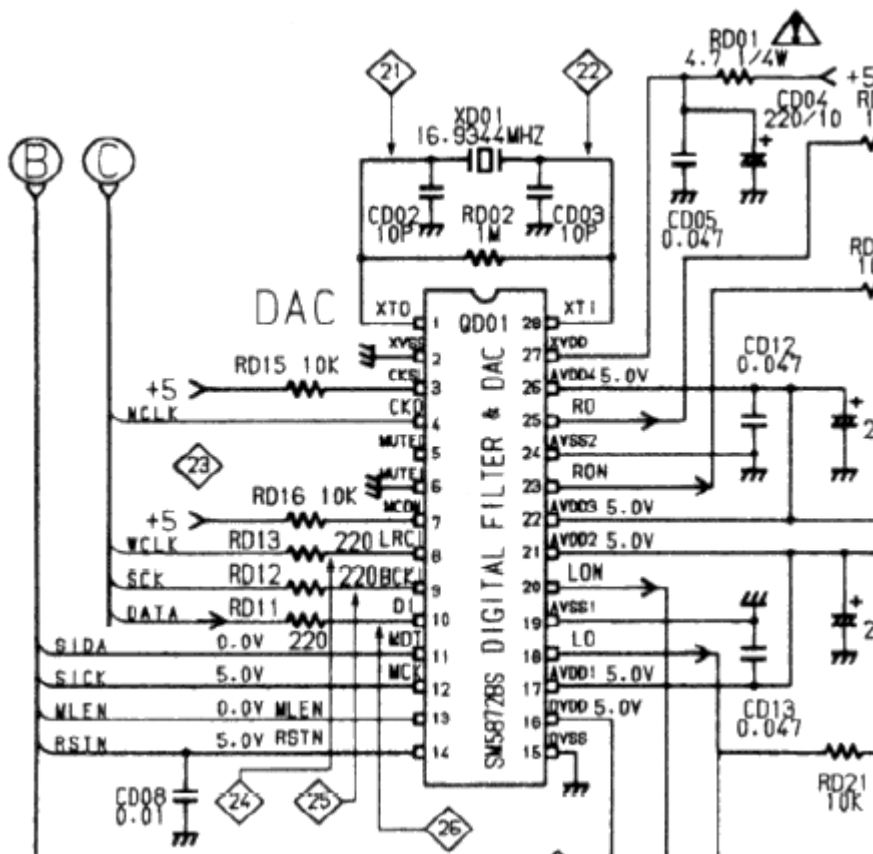 RD01
4.7 1/4W
+5
21
22
XD01
16.9344MHZ
CD04
220/10
B
C
CD02
10P
RD02
1M
CD03
10P
CD05
0.047
DAC
XTO
1
QD01
28
XTI
XVSS
2
27
XVDD
RD15 10K
+5
3
26
AVDD4 5.0V
CD12
0.047
MCLK
CKO
4
25
RO
MUTEO
5
24
AVSS2
23
6
23
RON
RD16 10K
+5
7
22
AVDD3 5.0V
WCLK
RD13
220
LRCI
8
21
AVDD2 5.0V
SCK
RD12
220
BCKI
9
20
LON
DATA
RD11
220
DI
10
19
AVSS1
SIDA
0.0V
MDT
11
18
LO
SICK
5.0V
MCK
12
17
AVDD1 5.0V
MLEN
0.0V
MLEN
13
16
DVDD 5.0V
CD13
0.047
RSTN
5.0V
RSTN
14
15
DVSS
SM5872BS DIGITAL FILTER & DAC
CD08
0.01
24
25
26
RD21
10K